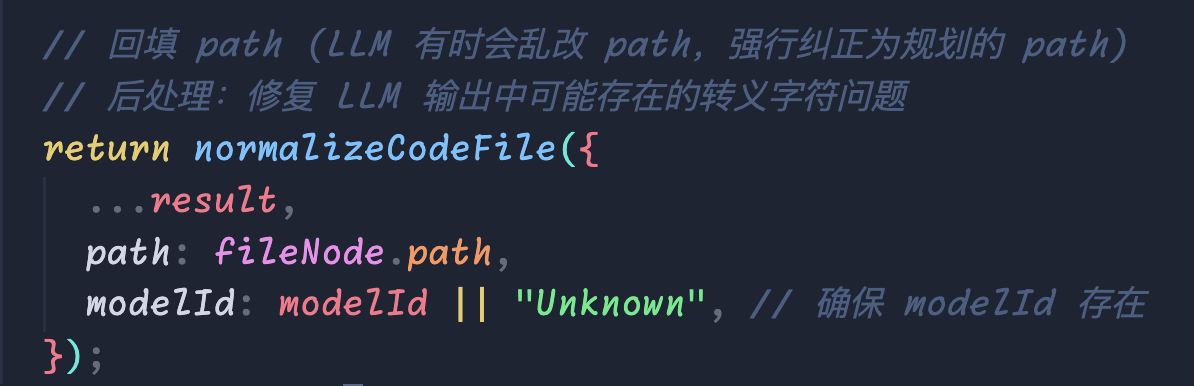 // 回填 path (LLM 有时会乱改 path, 强行纠正为规划的 path)
// 后处理: 修复 LLM 输出中可能存在的转义字符问题
return normalizeCodeFile({
  ...result,
  path: fileNode.path,
  modelId: modelId || "Unknown", // 确保 modelId 存在
});